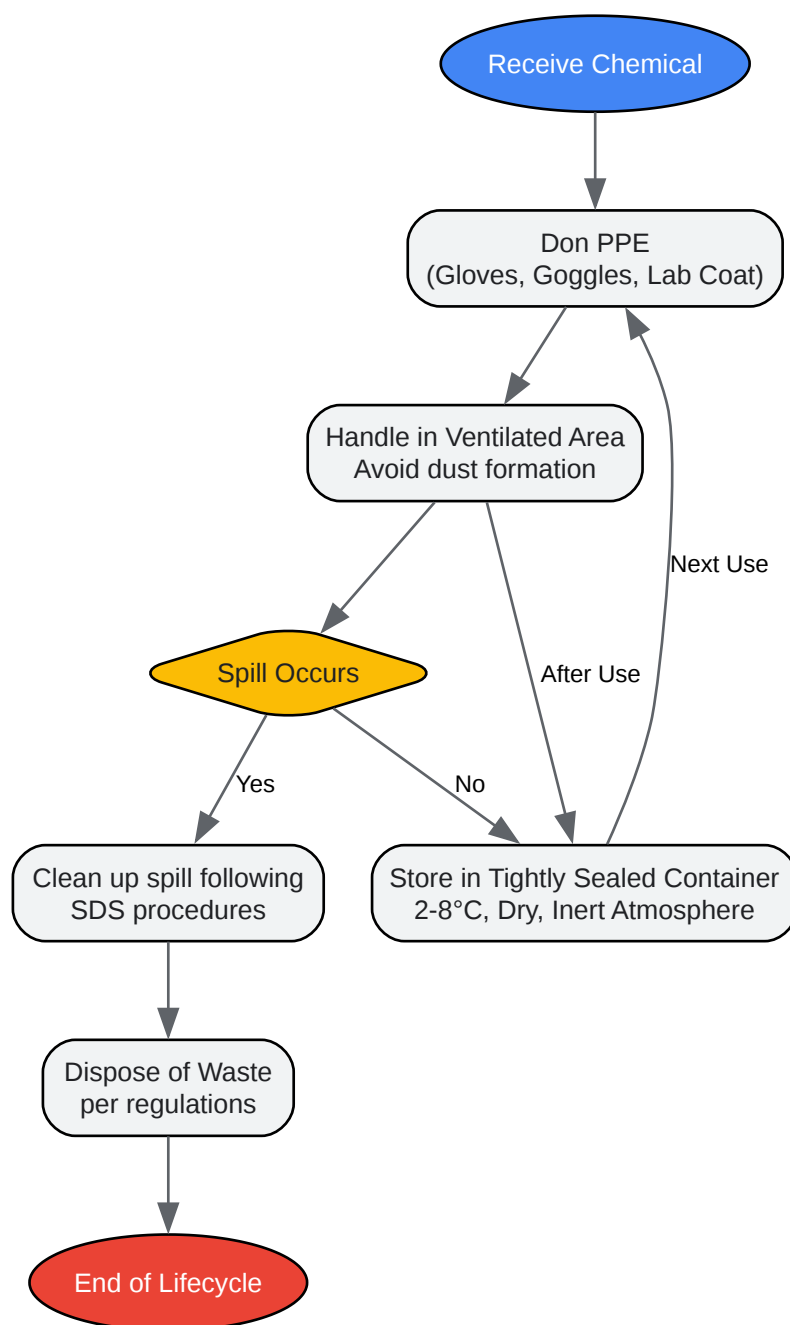 Receive Chemical
Don PPE
(Gloves, Goggles, Lab Coat)
Handle in Ventilated Area
Avoid dust formation
Next Use
Spill Occurs
After Use
Yes
No
Clean up spill following
SDS procedures
Store in Tightly Sealed Container
2-8°C, Dry, Inert Atmosphere
Dispose of Waste
per regulations
End of Lifecycle